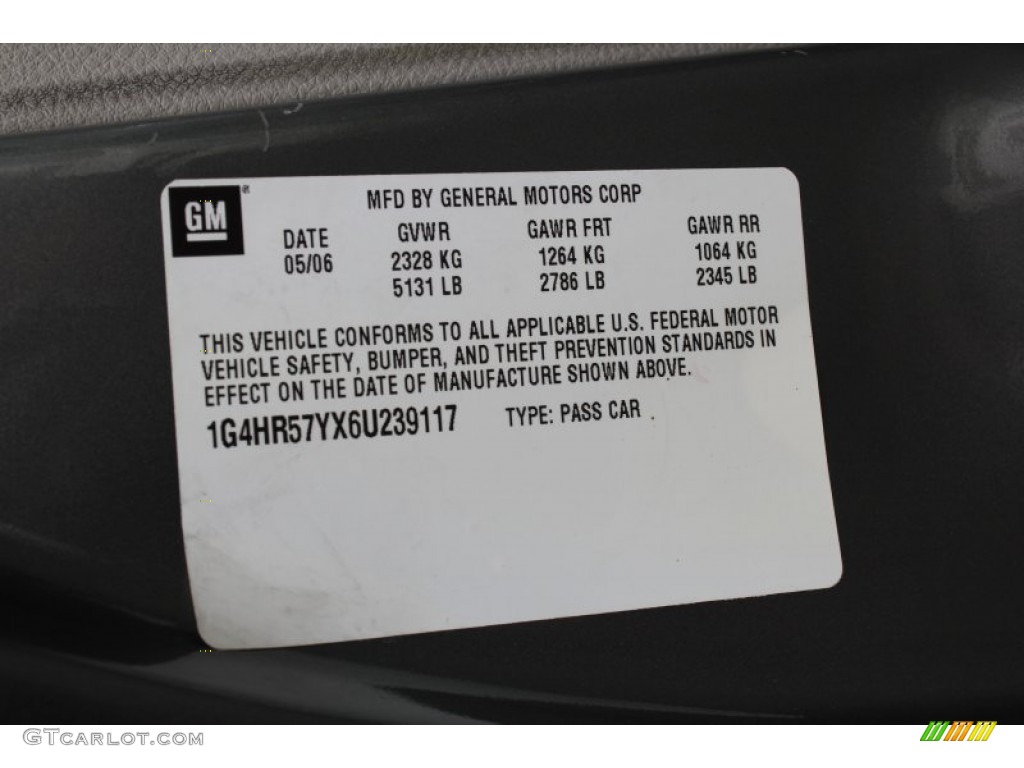 GM®
MFD BY GENERAL MOTORS CORP
DATE GVWR GAWR FRT GAWR RR
05/06 2328 KG 1264 KG 1064 KG
5131 LB 2786 LB 2345 LB
THIS VEHICLE CONFORMS TO ALL APPLICABLE U.S. FEDERAL MOTOR
VEHICLE SAFETY, BUMPER, AND THEFT PREVENTION STANDARDS IN
EFFECT ON THE DATE OF MANUFACTURE SHOWN ABOVE.
1G4HR57YX6U239117 TYPE: PASS CAR
GTCARLOT.COM